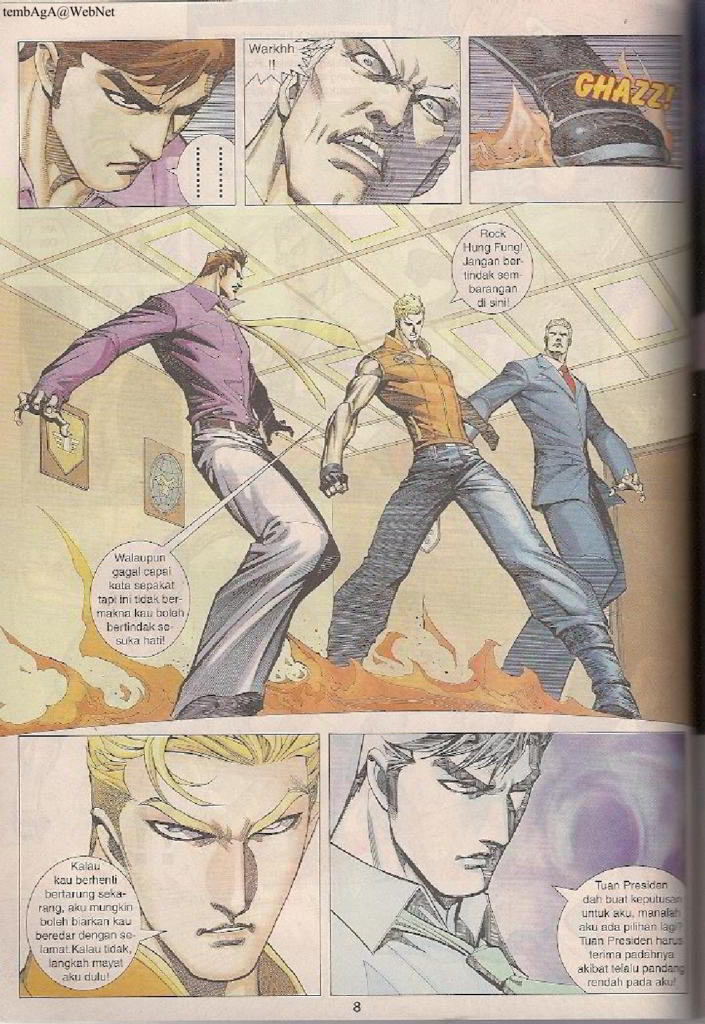 tembAgA@WebNet
Warkhh
!!
GHAZZ!
Rock
Hung Fung!
Jangan ber-
tindak sem-
barangan
di sini!
Walaupun
gagal capai
kata sepakat
tapi ini tidak ber-
makna kau boleh
bertindak se-
suka hati!
Kalau
kau berhenti
bertarung seka-
rang, aku mungkin
boleh biarkan kau
beredar dengan se-
lamat.Kalau tidak,
langkah mayat
aku dulu!
Tuan Presiden
dah buat keputusan
untuk aku, manalah
aku ada pilihan lagi?
Tuan Presiden harus
terima padahnya
akibat telalu pandang
rendah pada aku!
8